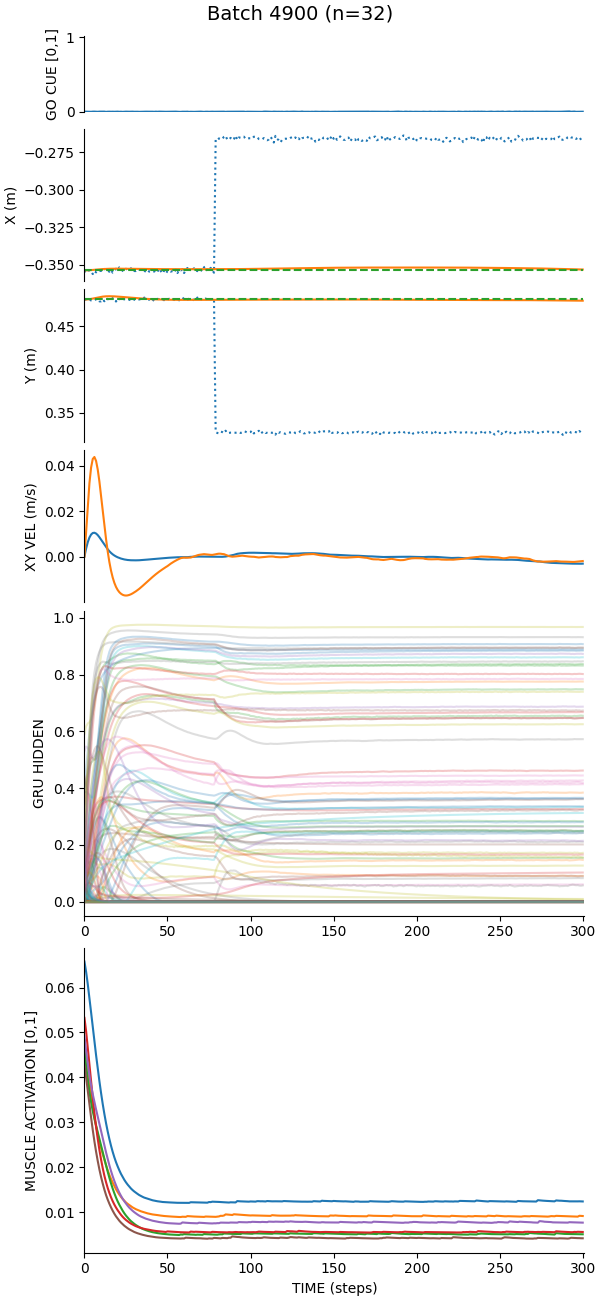 Batch 4900 (n=32)
GO CUE [0,1]
1
0
X (m)
−0.275
−0.300
−0.325
−0.350
Y (m)
0.45
0.40
0.35
XY VEL (m/s)
0.04
0.02
0.00
GRU HIDDEN
1.0
0.8
0.6
0.4
0.2
0.0
0 50 100 150 200 250 300
MUSCLE ACTIVATION [0,1]
0.06
0.05
0.04
0.03
0.02
0.01
0 50 100 150 200 250 300
TIME (steps)